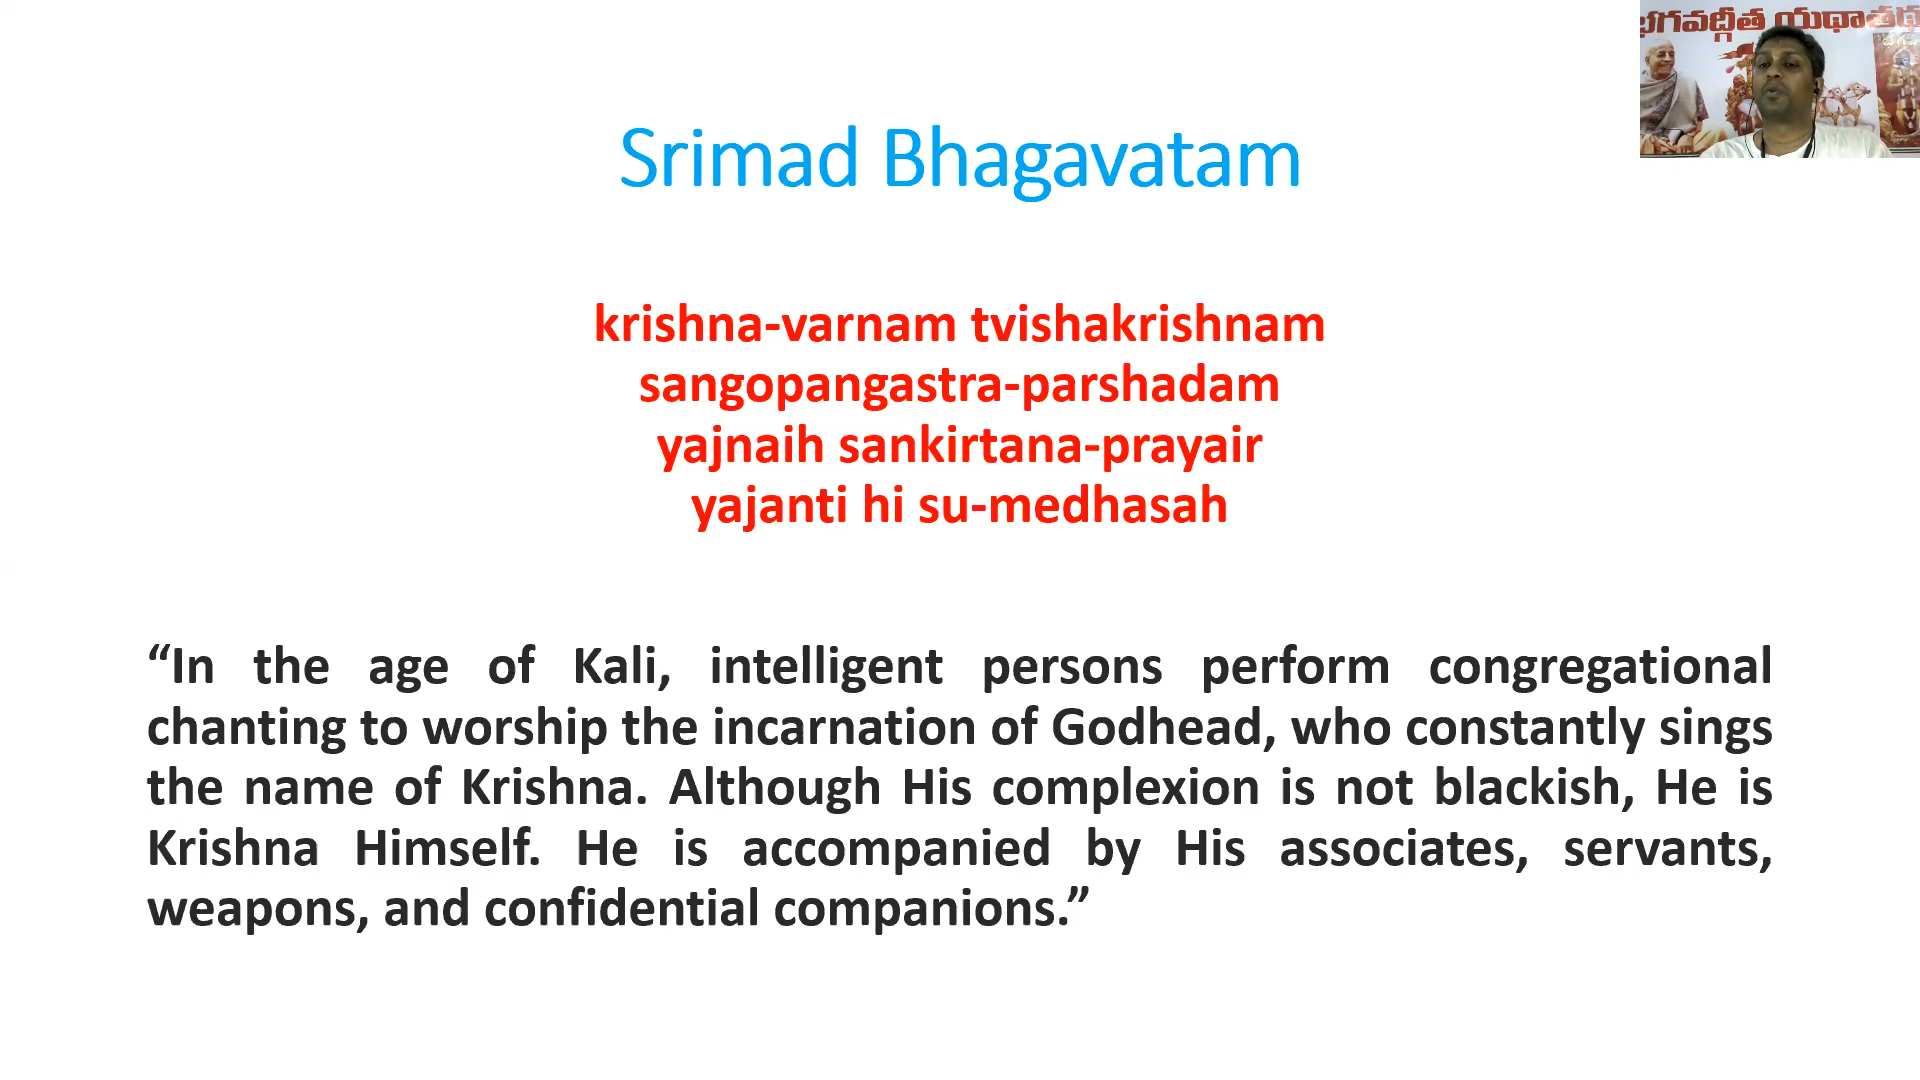 భగవద్గీత యథాతథ
Srimad Bhagavatam
krishna-varnam tvishakrishnam
sangopangastra-parshadam
yajnaih sankirtana-prayair
yajanti hi su-medhasah
“In the age of Kali, intelligent persons perform congregational
chanting to worship the incarnation of Godhead, who constantly sings
the name of Krishna. Although His complexion is not blackish, He is
Krishna Himself. He is accompanied by His associates, servants,
weapons, and confidential companions.”